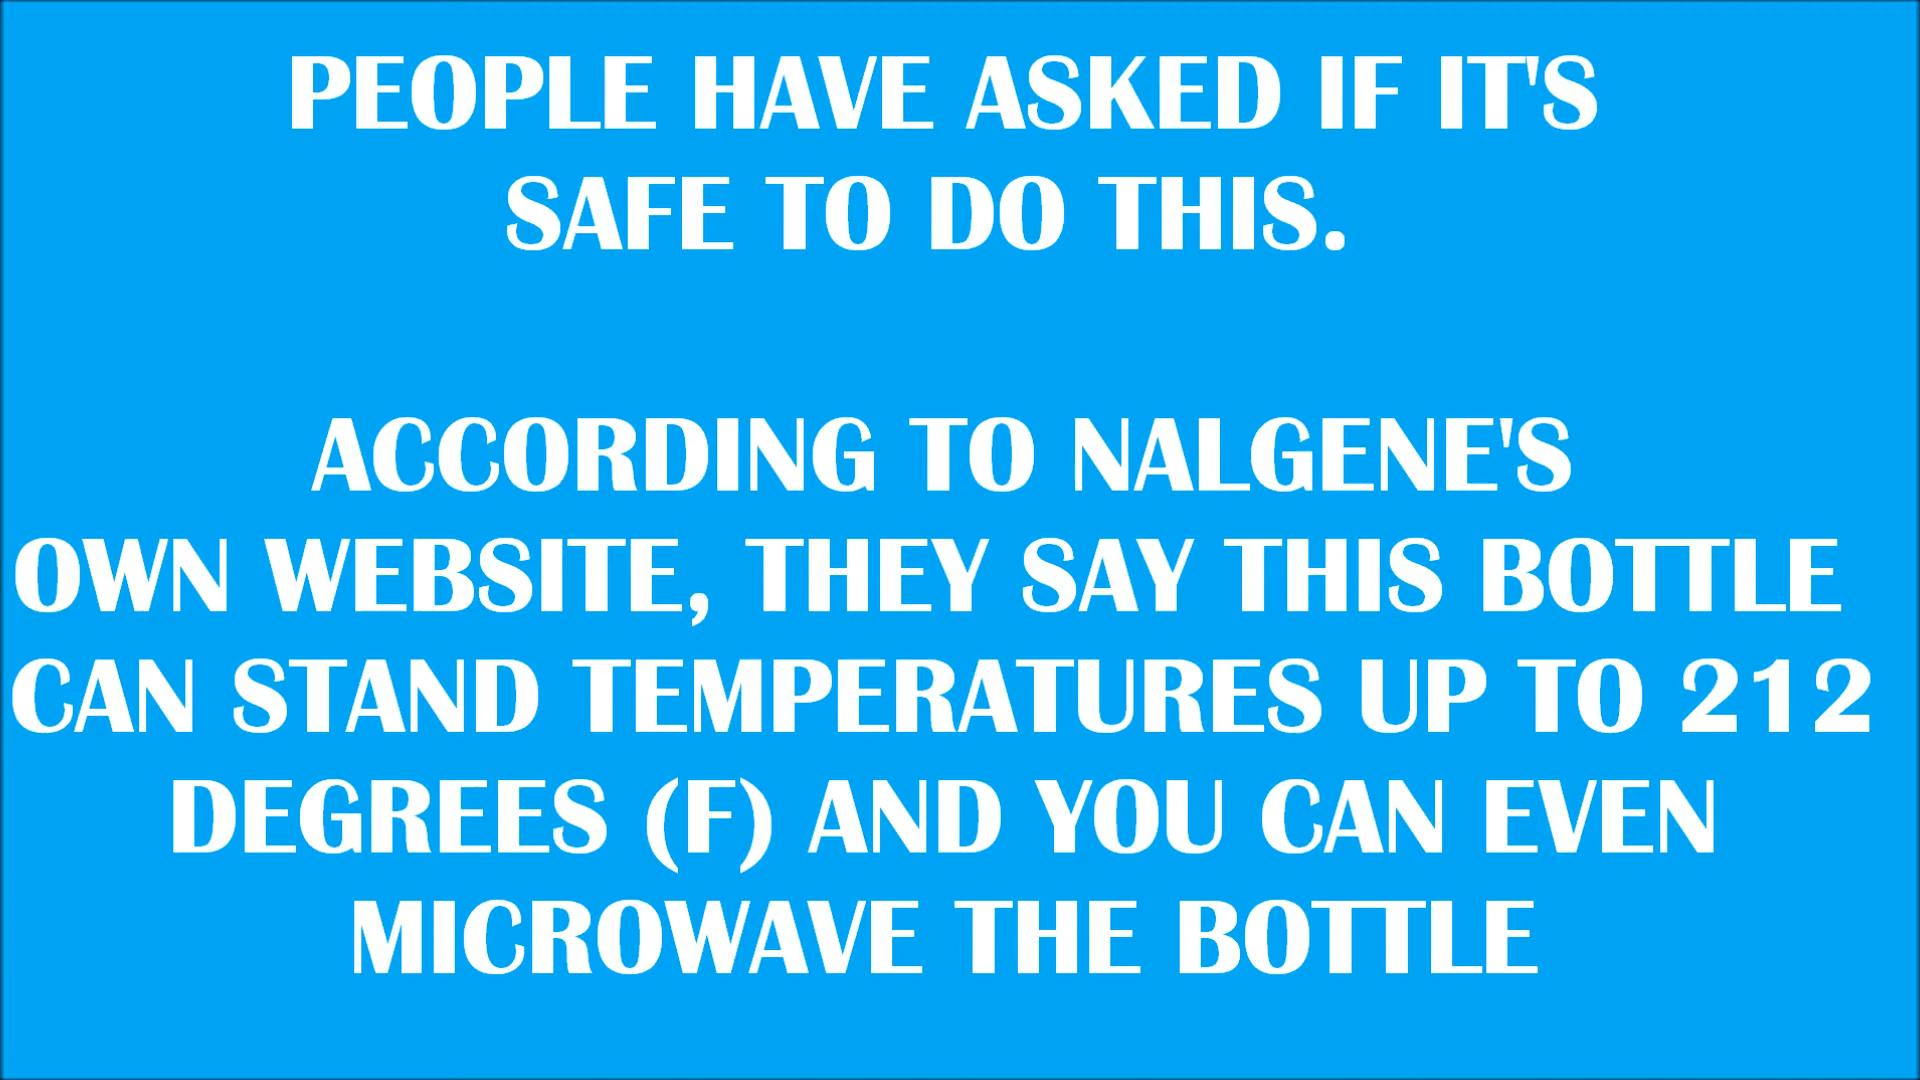 PEOPLE HAVE ASKED IF IT'S
SAFE TO DO THIS.
ACCORDING TO NALGENE'S
OWN WEBSITE, THEY SAY THIS BOTTLE
CAN STAND TEMPERATURES UP TO 212
DEGREES (F) AND YOU CAN EVEN
MICROWAVE THE BOTTLE